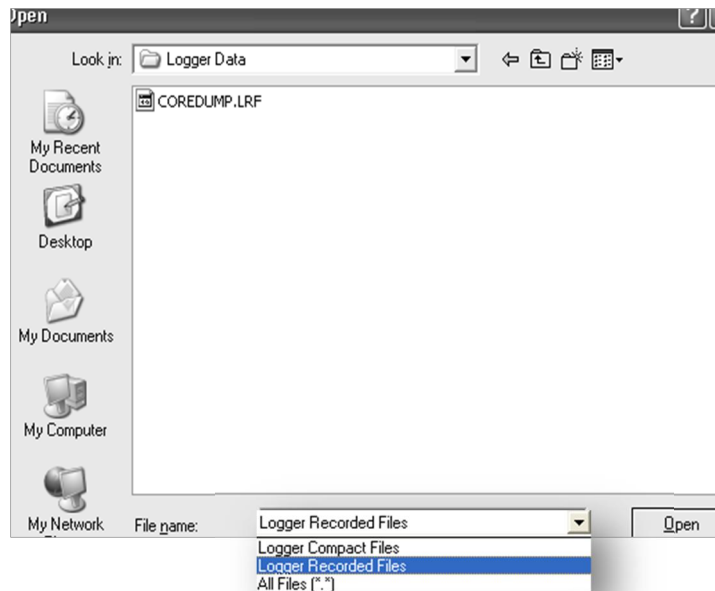 Open
Look in:
Logger Data
COREDUMP.LRF
My Recent
Documents
Desktop
My Documents
My Computer
My Network
File name:
Logger Recorded Files
Open
Logger Compact Files
Logger Recorded Files
All Files (*.*)